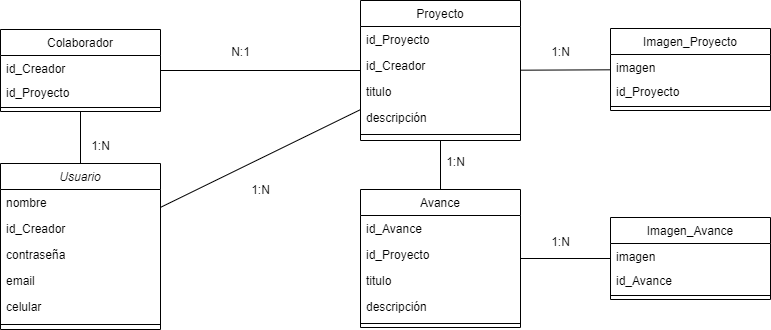 Colaborador
id_Creador
id_Proyecto
N:1
Proyecto
id_Proyecto
id_Creador
titulo
descripción
1:N
Imagen_Proyecto
imagen
id_Proyecto
1:N
Usuario
nombre
id_Creador
contraseña
email
celular
1:N
1:N
Avance
id_Avance
id_Proyecto
titulo
descripción
1:N
Imagen_Avance
imagen
id_Avance